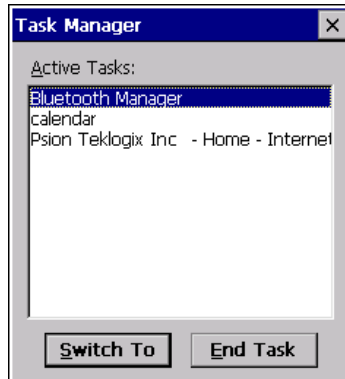 Task Manager
Active Tasks:
Bluetooth Manager
calendar
Psion Teklogix Inc - Home - Internet
Switch To
End Task